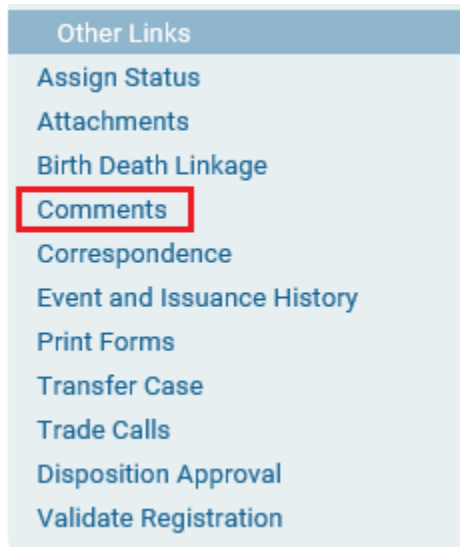 Other Links
Assign Status
Attachments
Birth Death Linkage
Comments
Correspondence
Event and Issuance History
Print Forms
Transfer Case
Trade Calls
Disposition Approval
Validate Registration